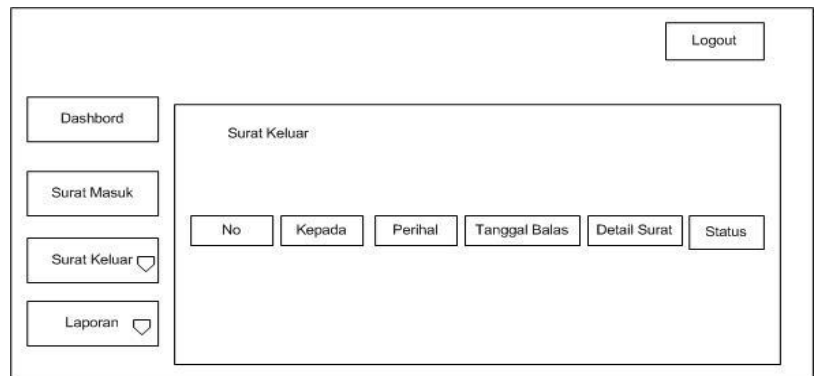 Logout
Dashbord
Surat Masuk
Surat Keluar
Laporan
Surat Keluar
No Kepada Perihal Tanggal Balas Detail Surat Status